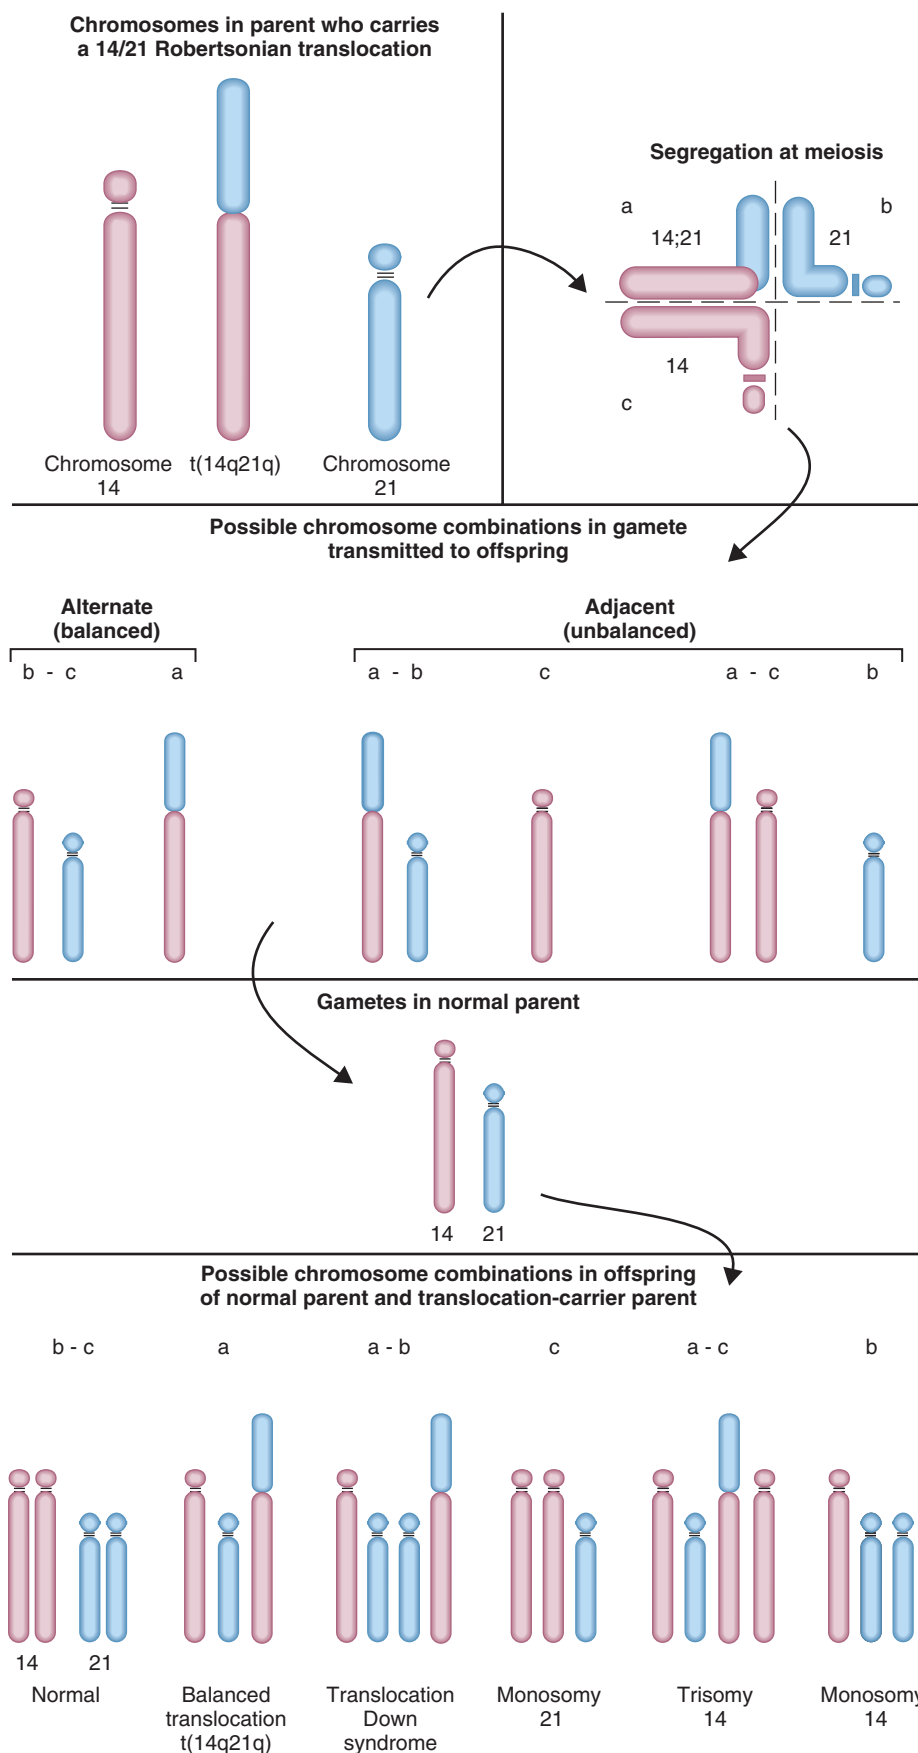 Chromosomes in parent who carries
a 14/21 Robertsonian translocation
Chromosome
14
t(14q21q)
Chromosome
21
Segregation at meiosis
a
b
14;21
21
14
c
Possible chromosome combinations in gamete
transmitted to offspring
Alternate
(balanced)
Adjacent
(unbalanced)
b - c
a
a - b
c
a - c
b
Gametes in normal parent
14
21
Possible chromosome combinations in offspring
of normal parent and translocation-carrier parent
b - c
a
a - b
c
a - c
b
14
21
Normal
Balanced
translocation
t(14q21q)
Translocation
Down
syndrome
Monosomy
21
Trisomy
14
Monosomy
14